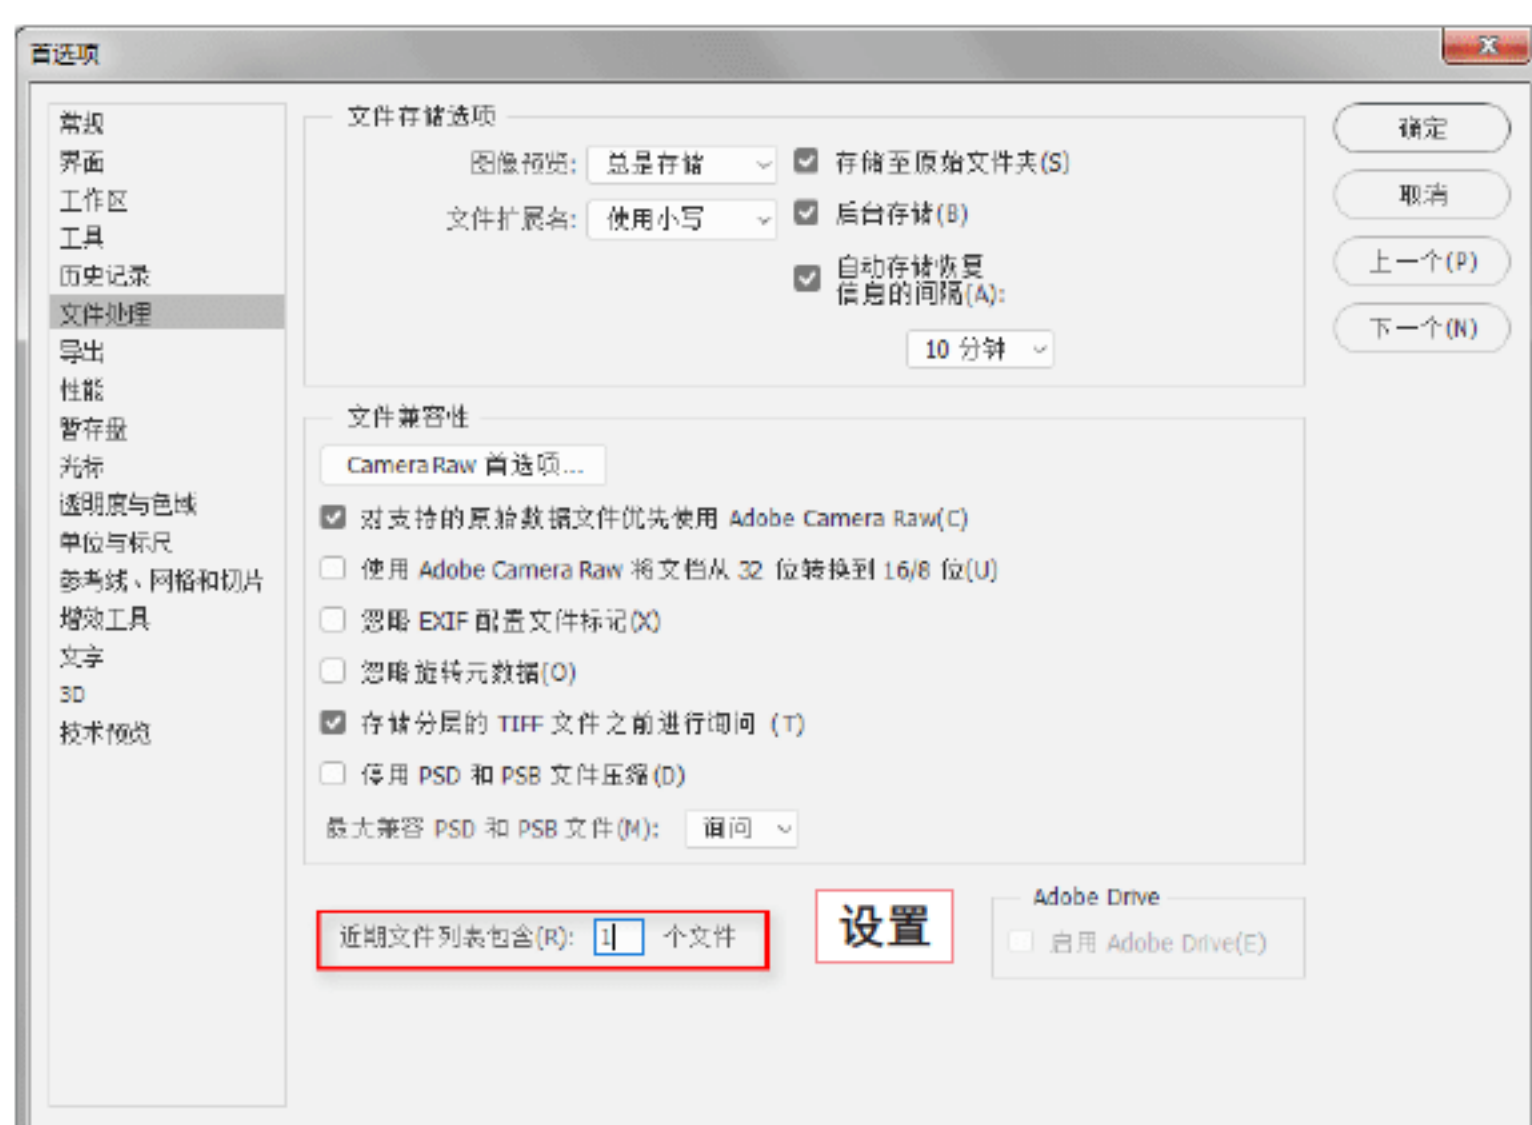 首选项
常规
界面
工作区
工具
历史记录
文件处理
导出
性能
暂存盘
光标
透明度与色域
单位与标尺
参考线、网格和切片
增效工具
文字
3D
技术预览
文件存储选项
图像预览: 总是存储
文件扩展名: 使用小写
存储至原始文件夹(S)
后台存储(B)
自动存储恢复
信息的间隔(A):
10 分钟
文件兼容性
Camera Raw 首选项...
对支持的原始数据文件优先使用 Adobe Camera Raw(C)
使用 Adobe Camera Raw 将文档从 32 位转换到 16/8 位(U)
忽略 EXIF 配置文件标记(X)
忽略旋转元数据(O)
存储分层的 TIFF 文件之前进行询问 (T)
停用 PSD 和 PSB 文件压缩(D)
最大兼容 PSD 和 PSB 文件(M): 询问
近期文件列表包含(R): 1 个文件
设置
Adobe Drive
启用 Adobe Drive(E)
确定
取消
上一个(P)
下一个(N)